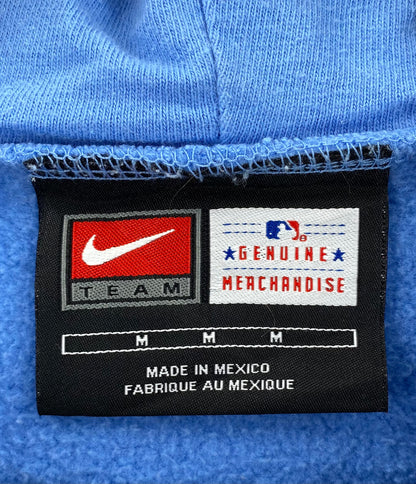 TEAM
GENUINE
MERCHANDISE
M M M
MADE IN MEXICO
FABRIQUE AU MEXIQUE